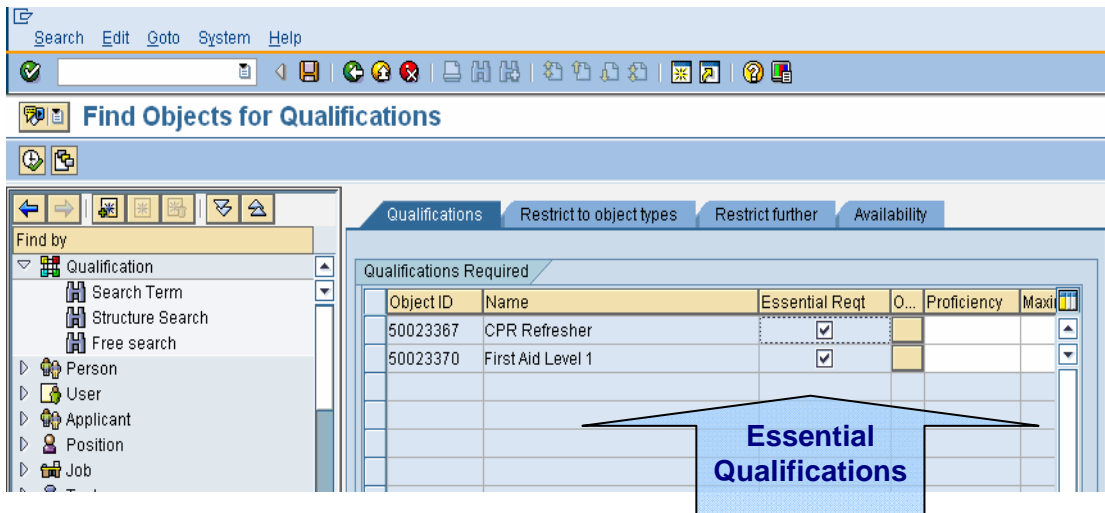 Search Edit Goto System Help
Find Objects for Qualifications
Qualifications Restrict to object types Restrict further Availability
Find by
Qualification
Search Term
Structure Search
Free search
Person
User
Applicant
Position
Job
Qualifications Required
Object ID Name Essential Reqt O... Proficiency
50023367 CPR Refresher
50023370 First Aid Level 1
Essential
Qualifications